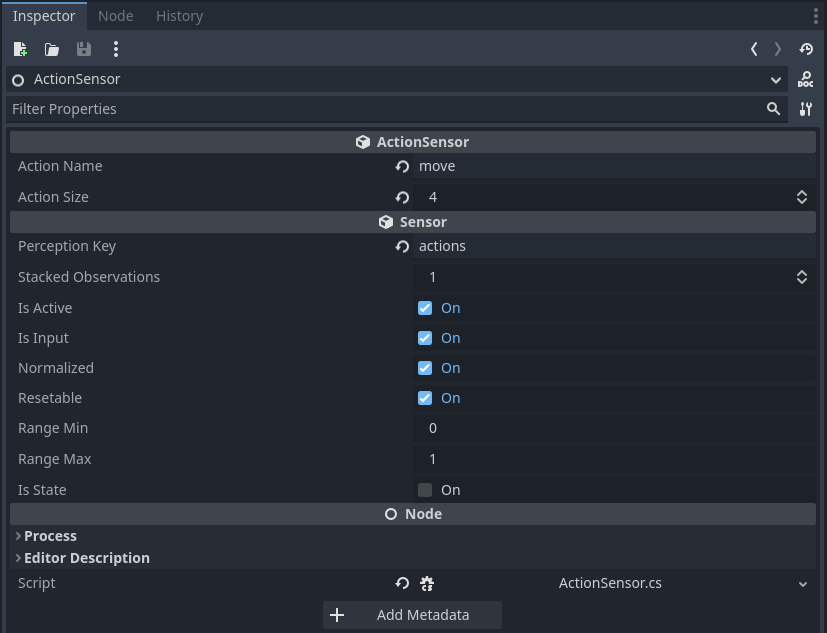 Inspector Node History
ActionSensor
DOC
Filter Properties
ActionSensor
Action Name move
Action Size 4
Sensor
Perception Key actions
Stacked Observations 1
Is Active On
Is Input On
Normalized On
Resetable On
Range Min 0
Range Max 1
Is State On
Node
Process
Editor Description
Script ActionSensor.cs
Add Metadata